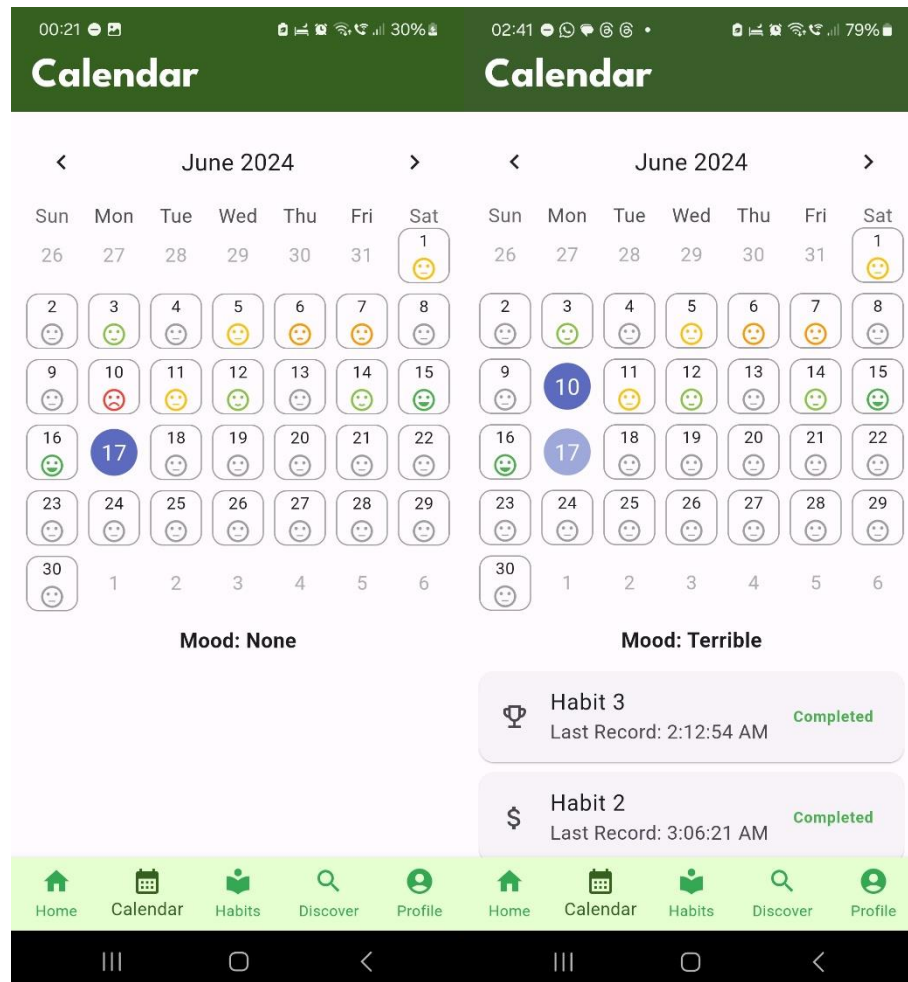 00:21 30%
Calendar
June 2024
Sun Mon Tue Wed Thu Fri Sat
26 27 28 29 30 31 1
2 3 4 5 6 7 8
9 10 11 12 13 14 15
16 17 18 19 20 21 22
23 24 25 26 27 28 29
30 1 2 3 4 5 6
Mood: None
Home Calendar Habits Discover Profile
02:41 79%
Calendar
June 2024
Sun Mon Tue Wed Thu Fri Sat
26 27 28 29 30 31 1
2 3 4 5 6 7 8
9 10 11 12 13 14 15
16 17 18 19 20 21 22
23 24 25 26 27 28 29
30 1 2 3 4 5 6
Mood: Terrible
Habit 3
Last Record: 2:12:54 AM
Completed
Habit 2
Last Record: 3:06:21 AM
Completed
Home Calendar Habits Discover Profile